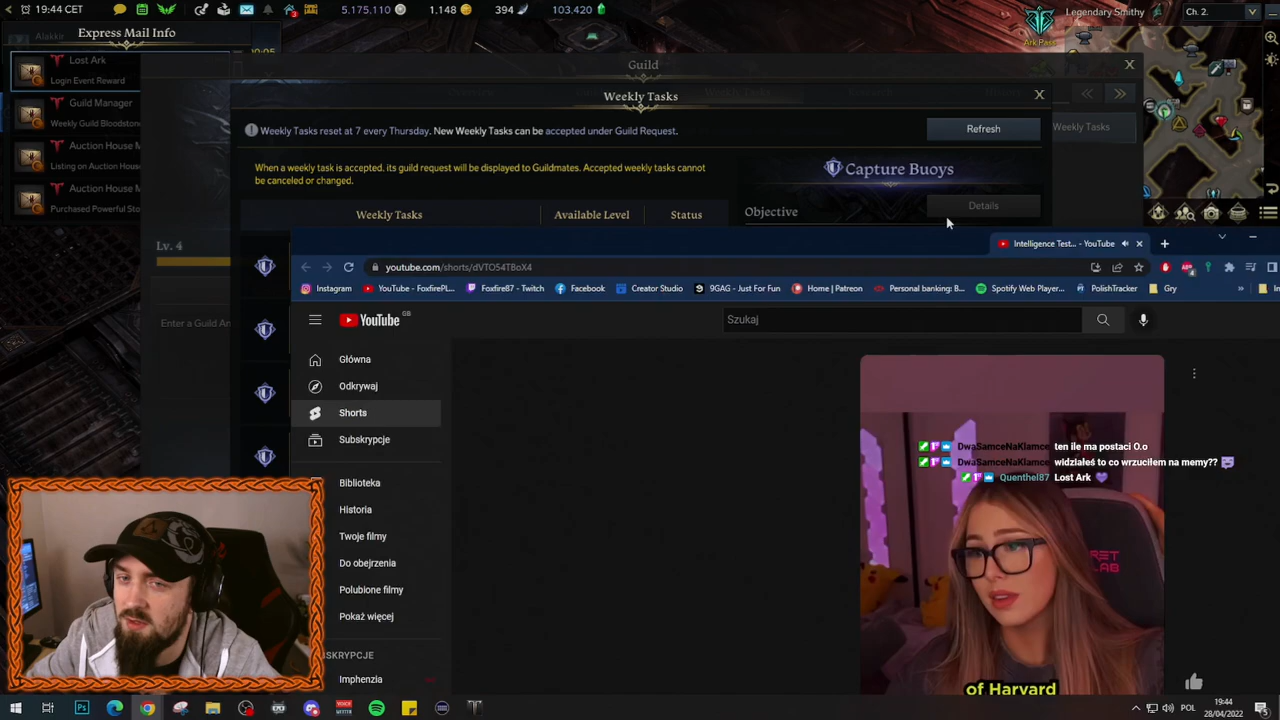 19:44 CET
5.175,110
1.148
394
103.420
Legendary Smithy
Ch. 2.
Ark Pass
Express Mail Info
Lost Ark
Login Event Reward
Guild Manager
Weekly Guild Bloodstone
Auction House M
Listing on Auction Hous
Auction House M
Purchased Powerful Sto
Guild
Weekly Tasks
Weekly Tasks reset at 7 every Thursday. New Weekly Tasks can be accepted under Guild Request.
Refresh
Weekly Tasks
When a weekly task is accepted, its guild request will be displayed to Guildmates. Accepted weekly tasks cannot
be canceled or changed.
Capture Buoys
Weekly Tasks
Available Level
Status
Objective
Details
Lv. 4
Enter a Guild An
Intelligence Test... - YouTube
youtube.com/shorts/dVTO54TBoX4
Instagram
YouTube - FoxfirePL...
Foxfire87 - Twitch
Facebook
Creator Studio
9GAG - Just For Fun
Home | Patreon
Personal banking: B...
Spotify Web Player...
PolishTracker
Gry
YouTube GB
Szukaj
Główna
Odkrywaj
Shorts
Subskrypcje
Biblioteka
Historia
Twoje filmy
Do obejrzenia
Polubione filmy
Pokaż więcej
BSKRYPCJE
Imphenzia
DwaSamceNaKlamce ten ile ma postaci O.o
DwaSamceNaKlamce widziałeś to co wrzuciłem na memy??
Quenthel87 Lost Ark
of Harvard
POL
19:44
28/04/2022